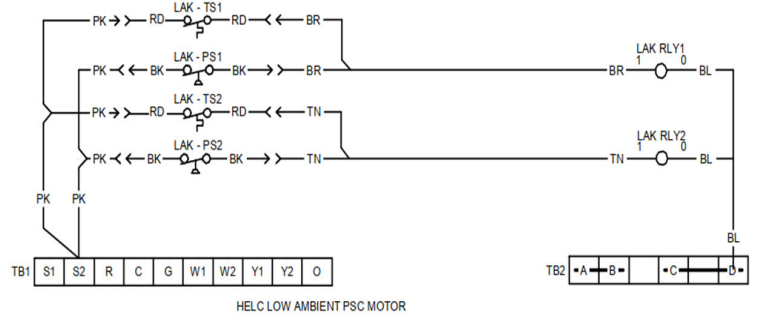 LAK - TS1
PK RD RD BR
LAK - PS1
PK BK BK BR
LAK RLY1
BR 1 0 BL
LAK - TS2
PK RD RD TN
LAK - PS2
PK BK BK TN
LAK RLY2
TN 1 0 BL
PK PK
BL
TB1 S1 S2 R C G W1 W2 Y1 Y2 O
TB2 A B C D
HELC LOW AMBIENT PSC MOTOR